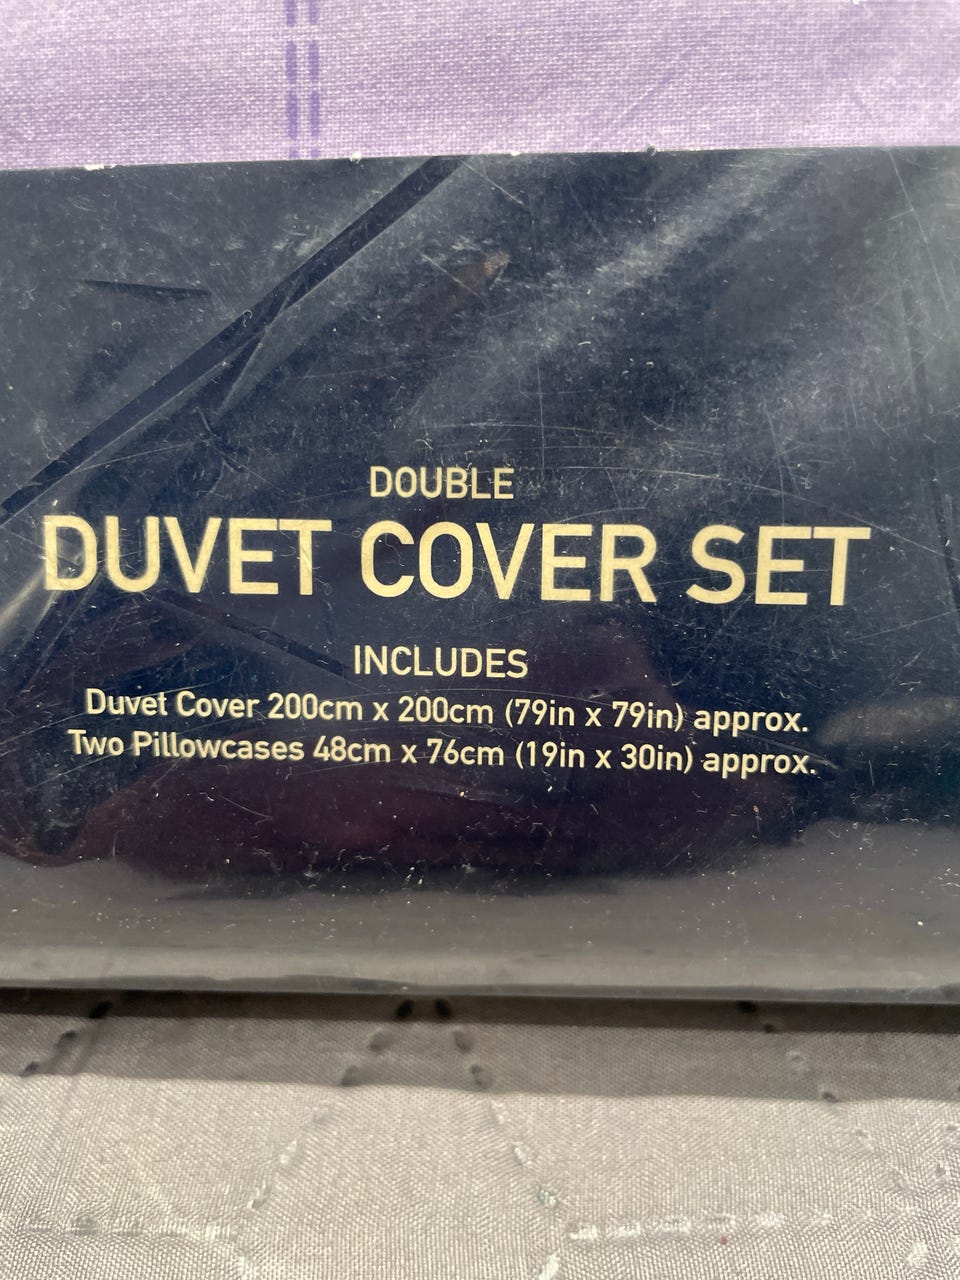 DOUBLE
DUVET COVER SET
INCLUDES
Duvet Cover 200cm x 200cm (79in x 79in) approx.
Two Pillowcases 48cm x 76cm (19in x 30in) approx.